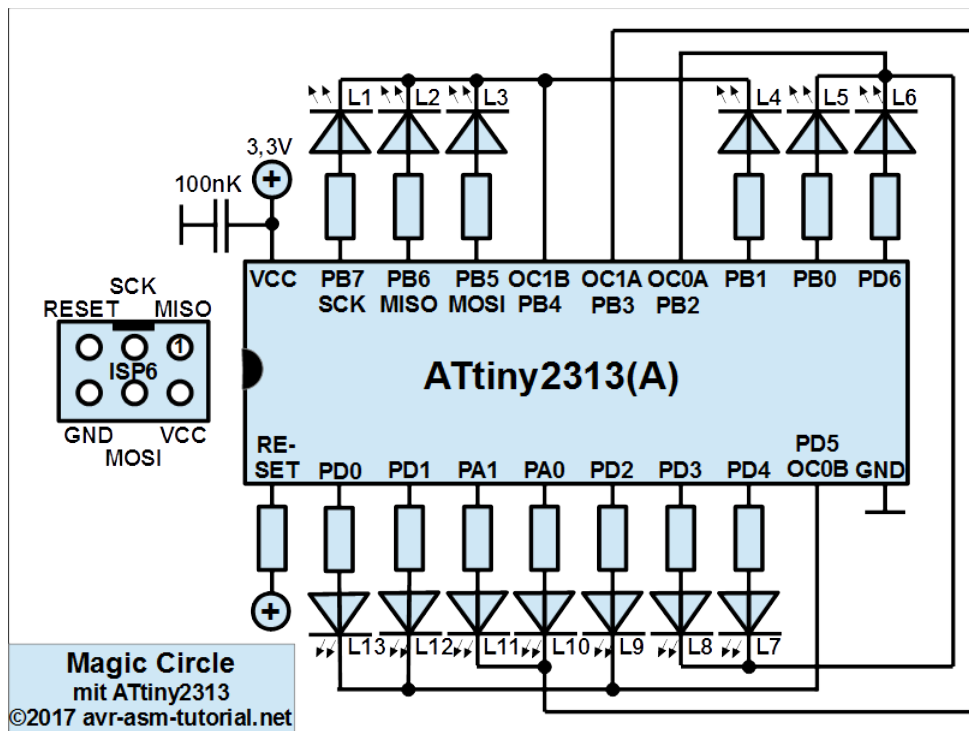 L1 L2 L3 L4 L5 L6
3,3V
100nK
VCC PB7 PB6 PB5 OC1B OC1A OC0A PB1 PB0 PD6
SCK MISO MOSI PB4 PB3 PB2
SCK
RESET MISO
1
ISP6
GND VCC
MOSI
ATtiny2313(A)
RE-
SET PD0 PD1 PA1 PA0 PD2 PD3 PD4 PD5 GND
OC0B
L13 L12 L11 L10 L9 L8 L7
Magic Circle
mit ATtiny2313
©2017 avr-asm-tutorial.net